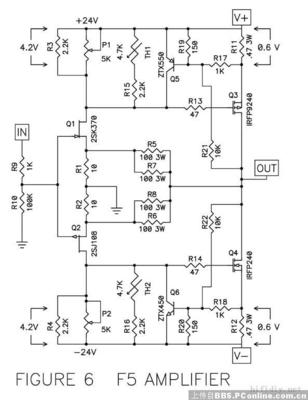 +24V
V+
4.2V
R3
2.2K
P1
5K
4.7K
TH1
R15
2.2K
ZTX550
Q5
R19
150
R17
1K
R11
.47 3W
0.6 V
R13
47
Q3
IRFP9240
Q1
2SK370
R21
10K
IN
R9
1K
R10
100K
R1
10
R2
10
R5
100 3W
R7
100 3W
R8
100 3W
R6
100 3W
OUT
R22
10K
Q2
2SJ108
R14
47
Q4
IRFP240
4.2V
R4
2.2K
P2
5K
4.7K
TH2
R16
2.2K
ZTX450
Q6
R20
150
R18
1K
R12
.47 3W
0.6 V
-24V
V-
FIGURE 6 F5 AMPLIFIER
hifidiy.net
上传自BBS.PConline.com.cn